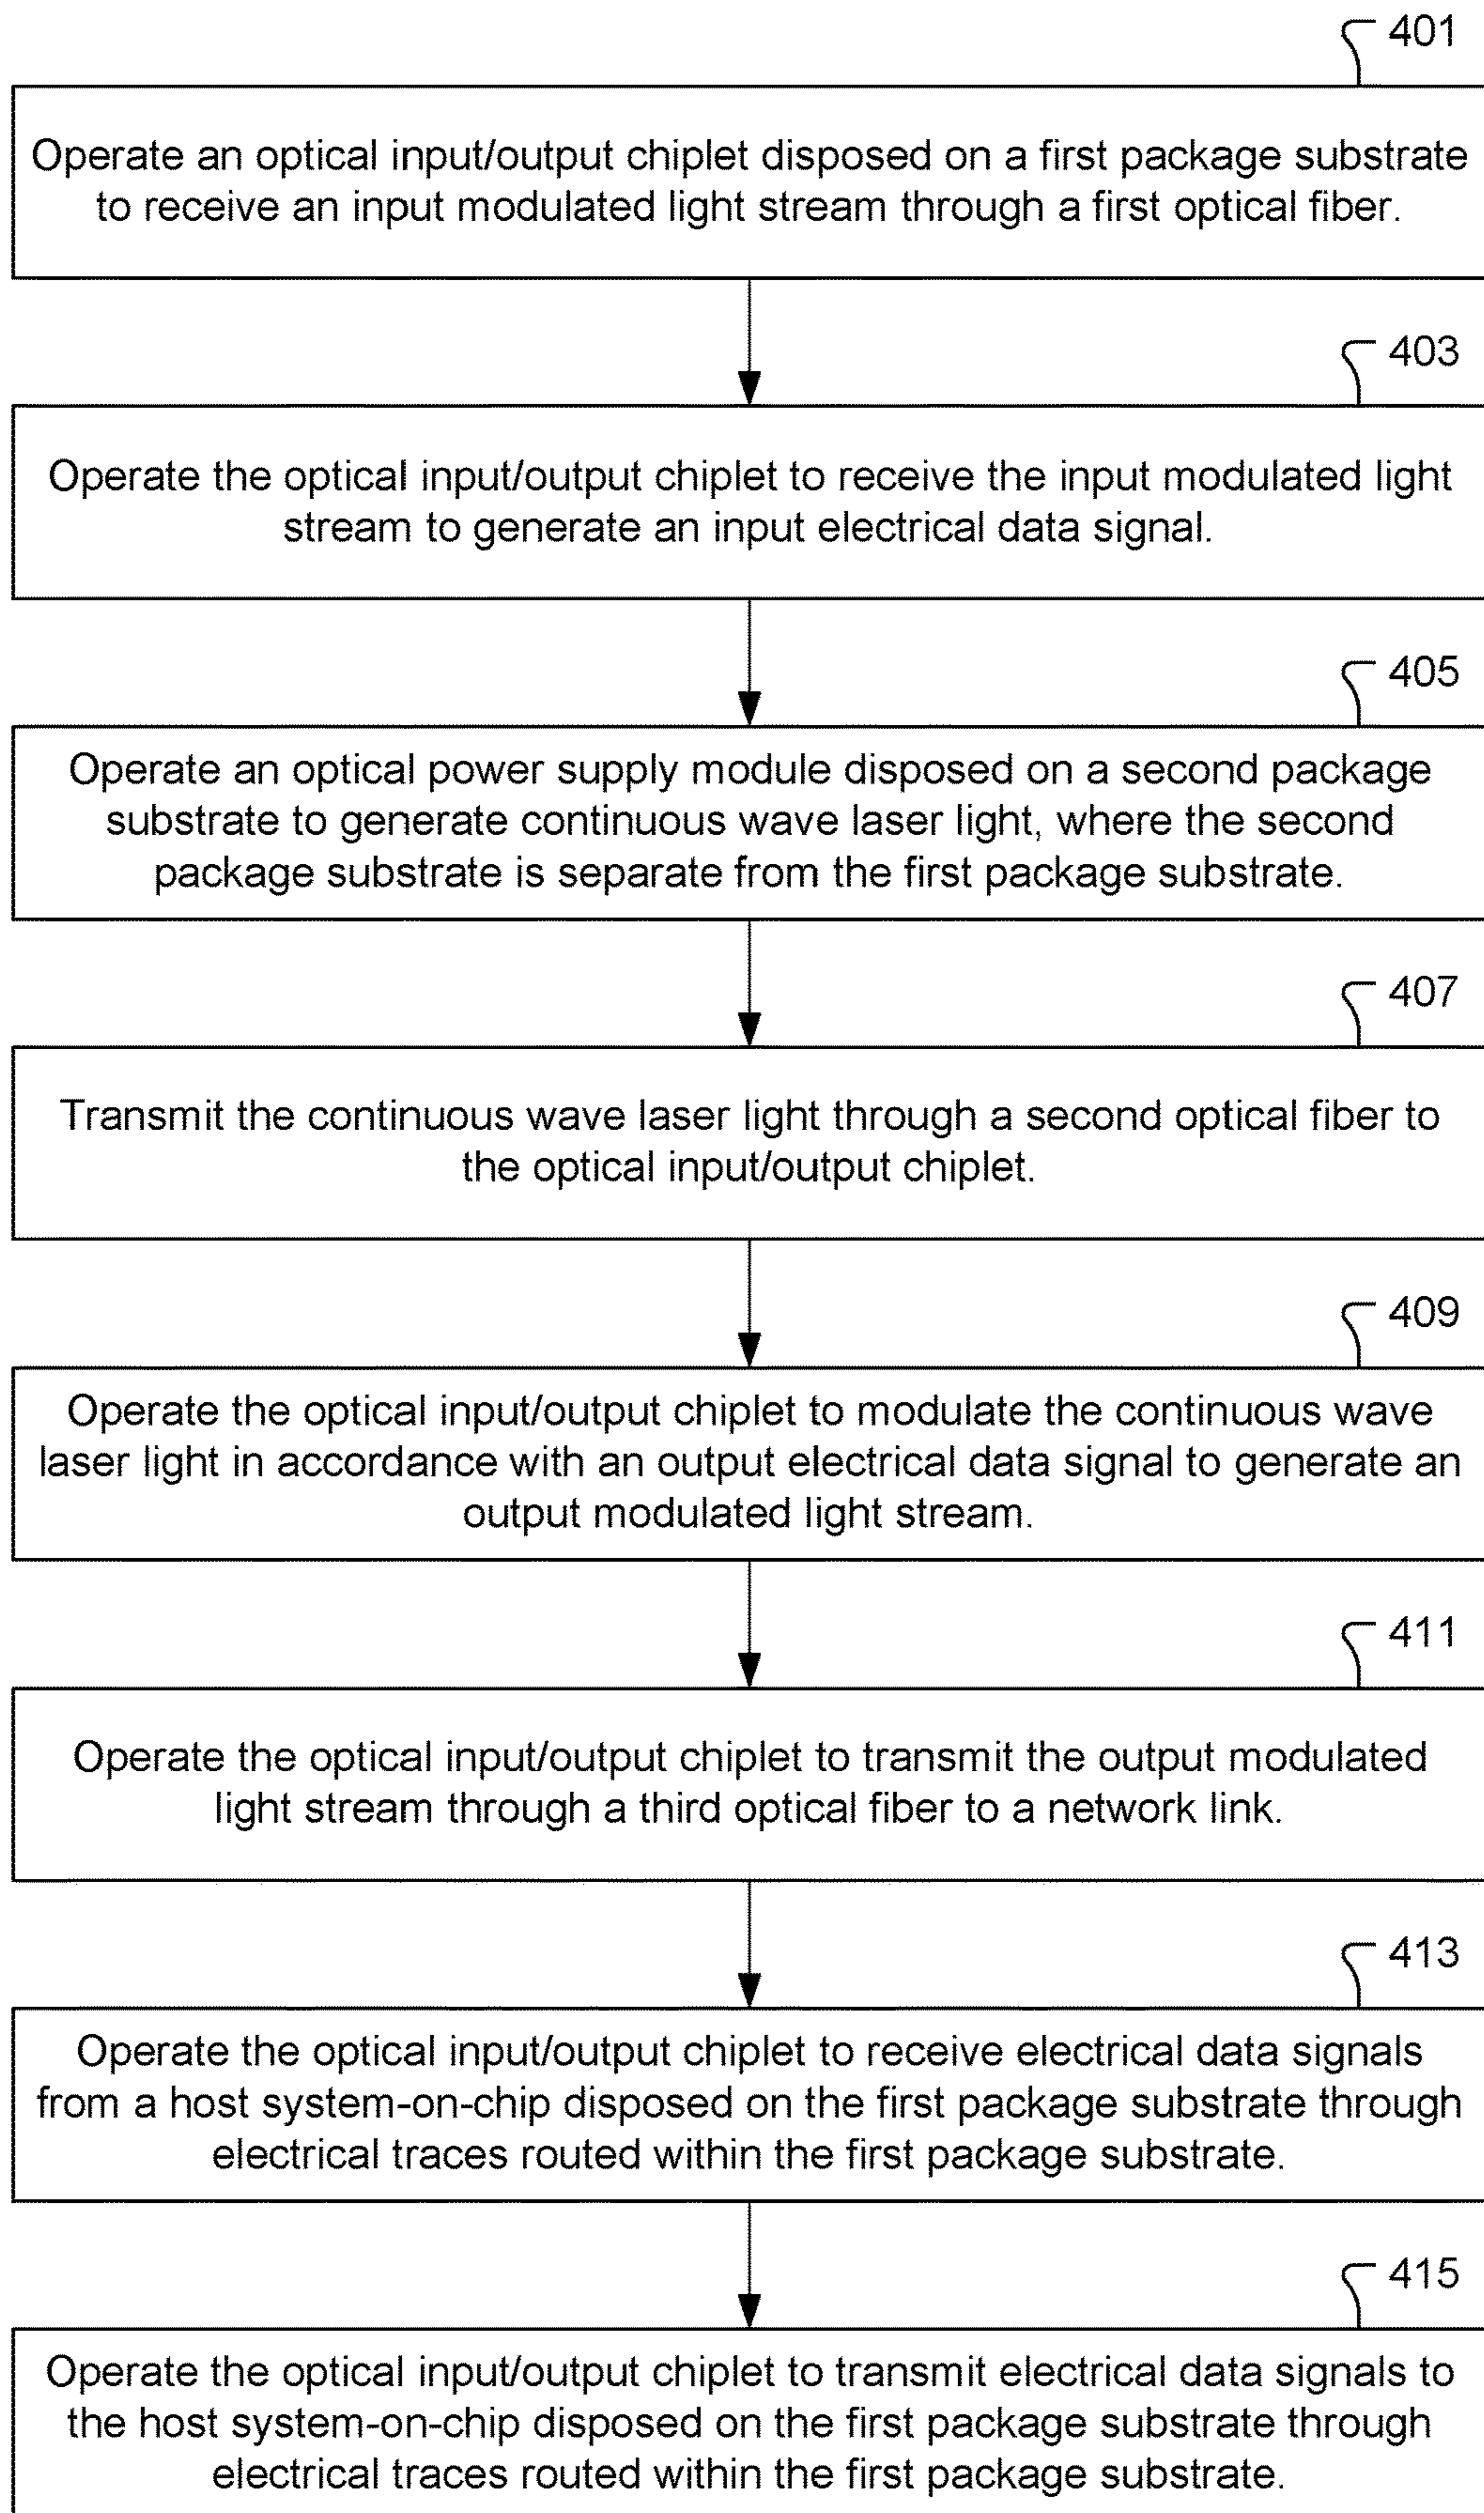 401
Operate an optical input/output chiplet disposed on a first package substrate
to receive an input modulated light stream through a first optical fiber.
403
Operate the optical input/output chiplet to receive the input modulated light
stream to generate an input electrical data signal.
405
Operate an optical power supply module disposed on a second package
substrate to generate continuous wave laser light, where the second
package substrate is separate from the first package substrate.
407
Transmit the continuous wave laser light through a second optical fiber to
the optical input/output chiplet.
409
Operate the optical input/output chiplet to modulate the continuous wave
laser light in accordance with an output electrical data signal to generate an
output modulated light stream.
411
Operate the optical input/output chiplet to transmit the output modulated
light stream through a third optical fiber to a network link.
413
Operate the optical input/output chiplet to receive electrical data signals
from a host system-on-chip disposed on the first package substrate through
electrical traces routed within the first package substrate.
415
Operate the optical input/output chiplet to transmit electrical data signals to
the host system-on-chip disposed on the first package substrate through
electrical traces routed within the first package substrate.